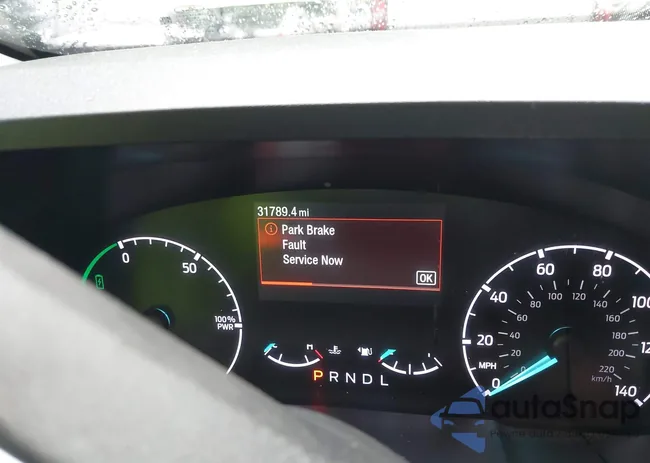 31789.4 mi
Park Brake
Fault
Service Now
OK
0
50
100%
PWR
H
P R N D L
0
20
40
60
80
100
140
MPH
0
20
60
80
100
120
140
160
180
200
220
km/h
autoSnap